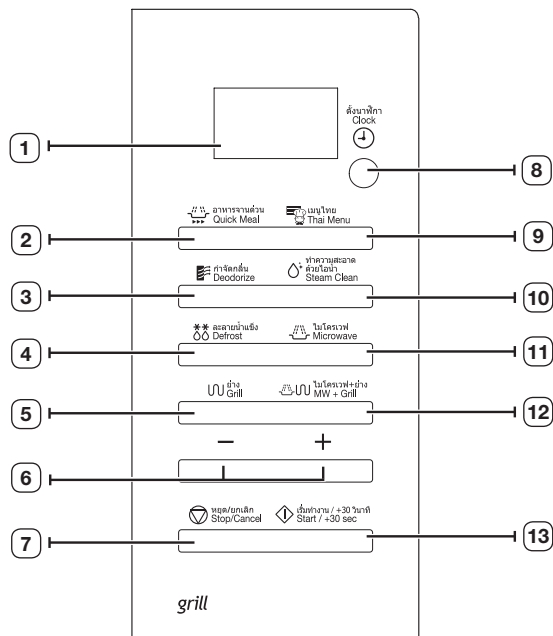 ตั้งนาฬิกา
Clock
1
8
อาหารจานด่วน
Quick Meal
เมนูไทย
Thai Menu
2
9
กำจัดกลิ่น
Deodorize
ทำความสะอาด
ด้วยไอน้ำ
Steam Clean
3
10
ละลายน้ำแข็ง
Defrost
ไมโครเวฟ
Microwave
4
11
ย่าง
Grill
ไมโครเวฟ+ย่าง
MW + Grill
5
12
− +
6
หยุด/ยกเลิก
Stop/Cancel
เริ่มทำงาน / +30 วินาที
Start / +30 sec
7
13
grill